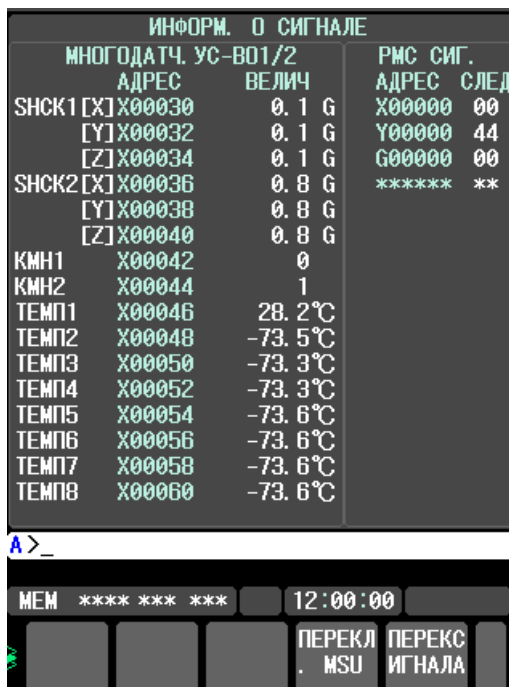 ИНФОРМ. О СИГНАЛЕ
МНОГОДАТЧ. УС-В01/2 РМС СИГ.
АДРЕС ВЕЛИЧ АДРЕС СЛЕД
SHCK1[X]X00030 0.1 G X00000 00
[Y]X00032 0.1 G Y00000 44
[Z]X00034 0.1 G G00000 00
SHCK2[X]X00036 0.8 G ****** **
[Y]X00038 0.8 G
[Z]X00040 0.8 G
КМН1 X00042 0
КМН2 X00044 1
ТЕМП1 X00046 28.2℃
ТЕМП2 X00048 -73.5℃
ТЕМП3 X00050 -73.3℃
ТЕМП4 X00052 -73.3℃
ТЕМП5 X00054 -73.6℃
ТЕМП6 X00056 -73.6℃
ТЕМП7 X00058 -73.6℃
ТЕМП8 X00060 -73.6℃
A>_
MEM **** *** *** 12:00:00
ПЕРЕКЛ ПЕРЕКС
. MSU ИГНАЛА